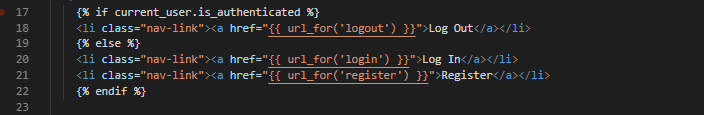 17 {% if current_user.is_authenticated %}
18 <li class="nav-link"><a href="{{ url_for('logout') }}">Log Out</a></li>
19 {% else %}
20 <li class="nav-link"><a href="{{ url_for('login') }}">Log In</a></li>
21 <li class="nav-link"><a href="{{ url_for('register') }}">Register</a></li>
22 {% endif %}
23